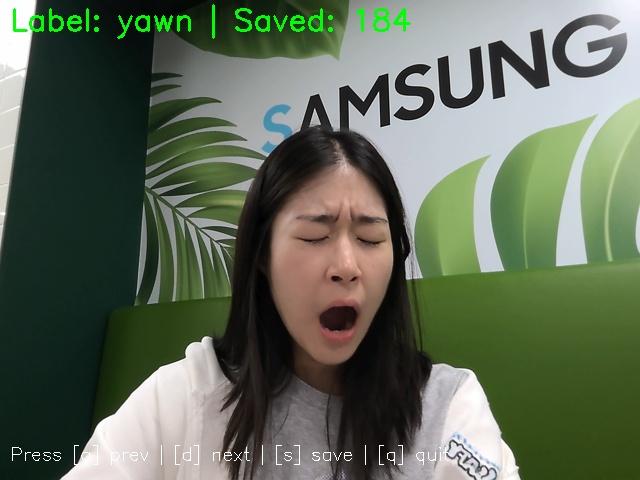 Label: yawn | Saved: 184
SAMSUNG
Press [a] prev | [d] next | [s] save | [q] quit